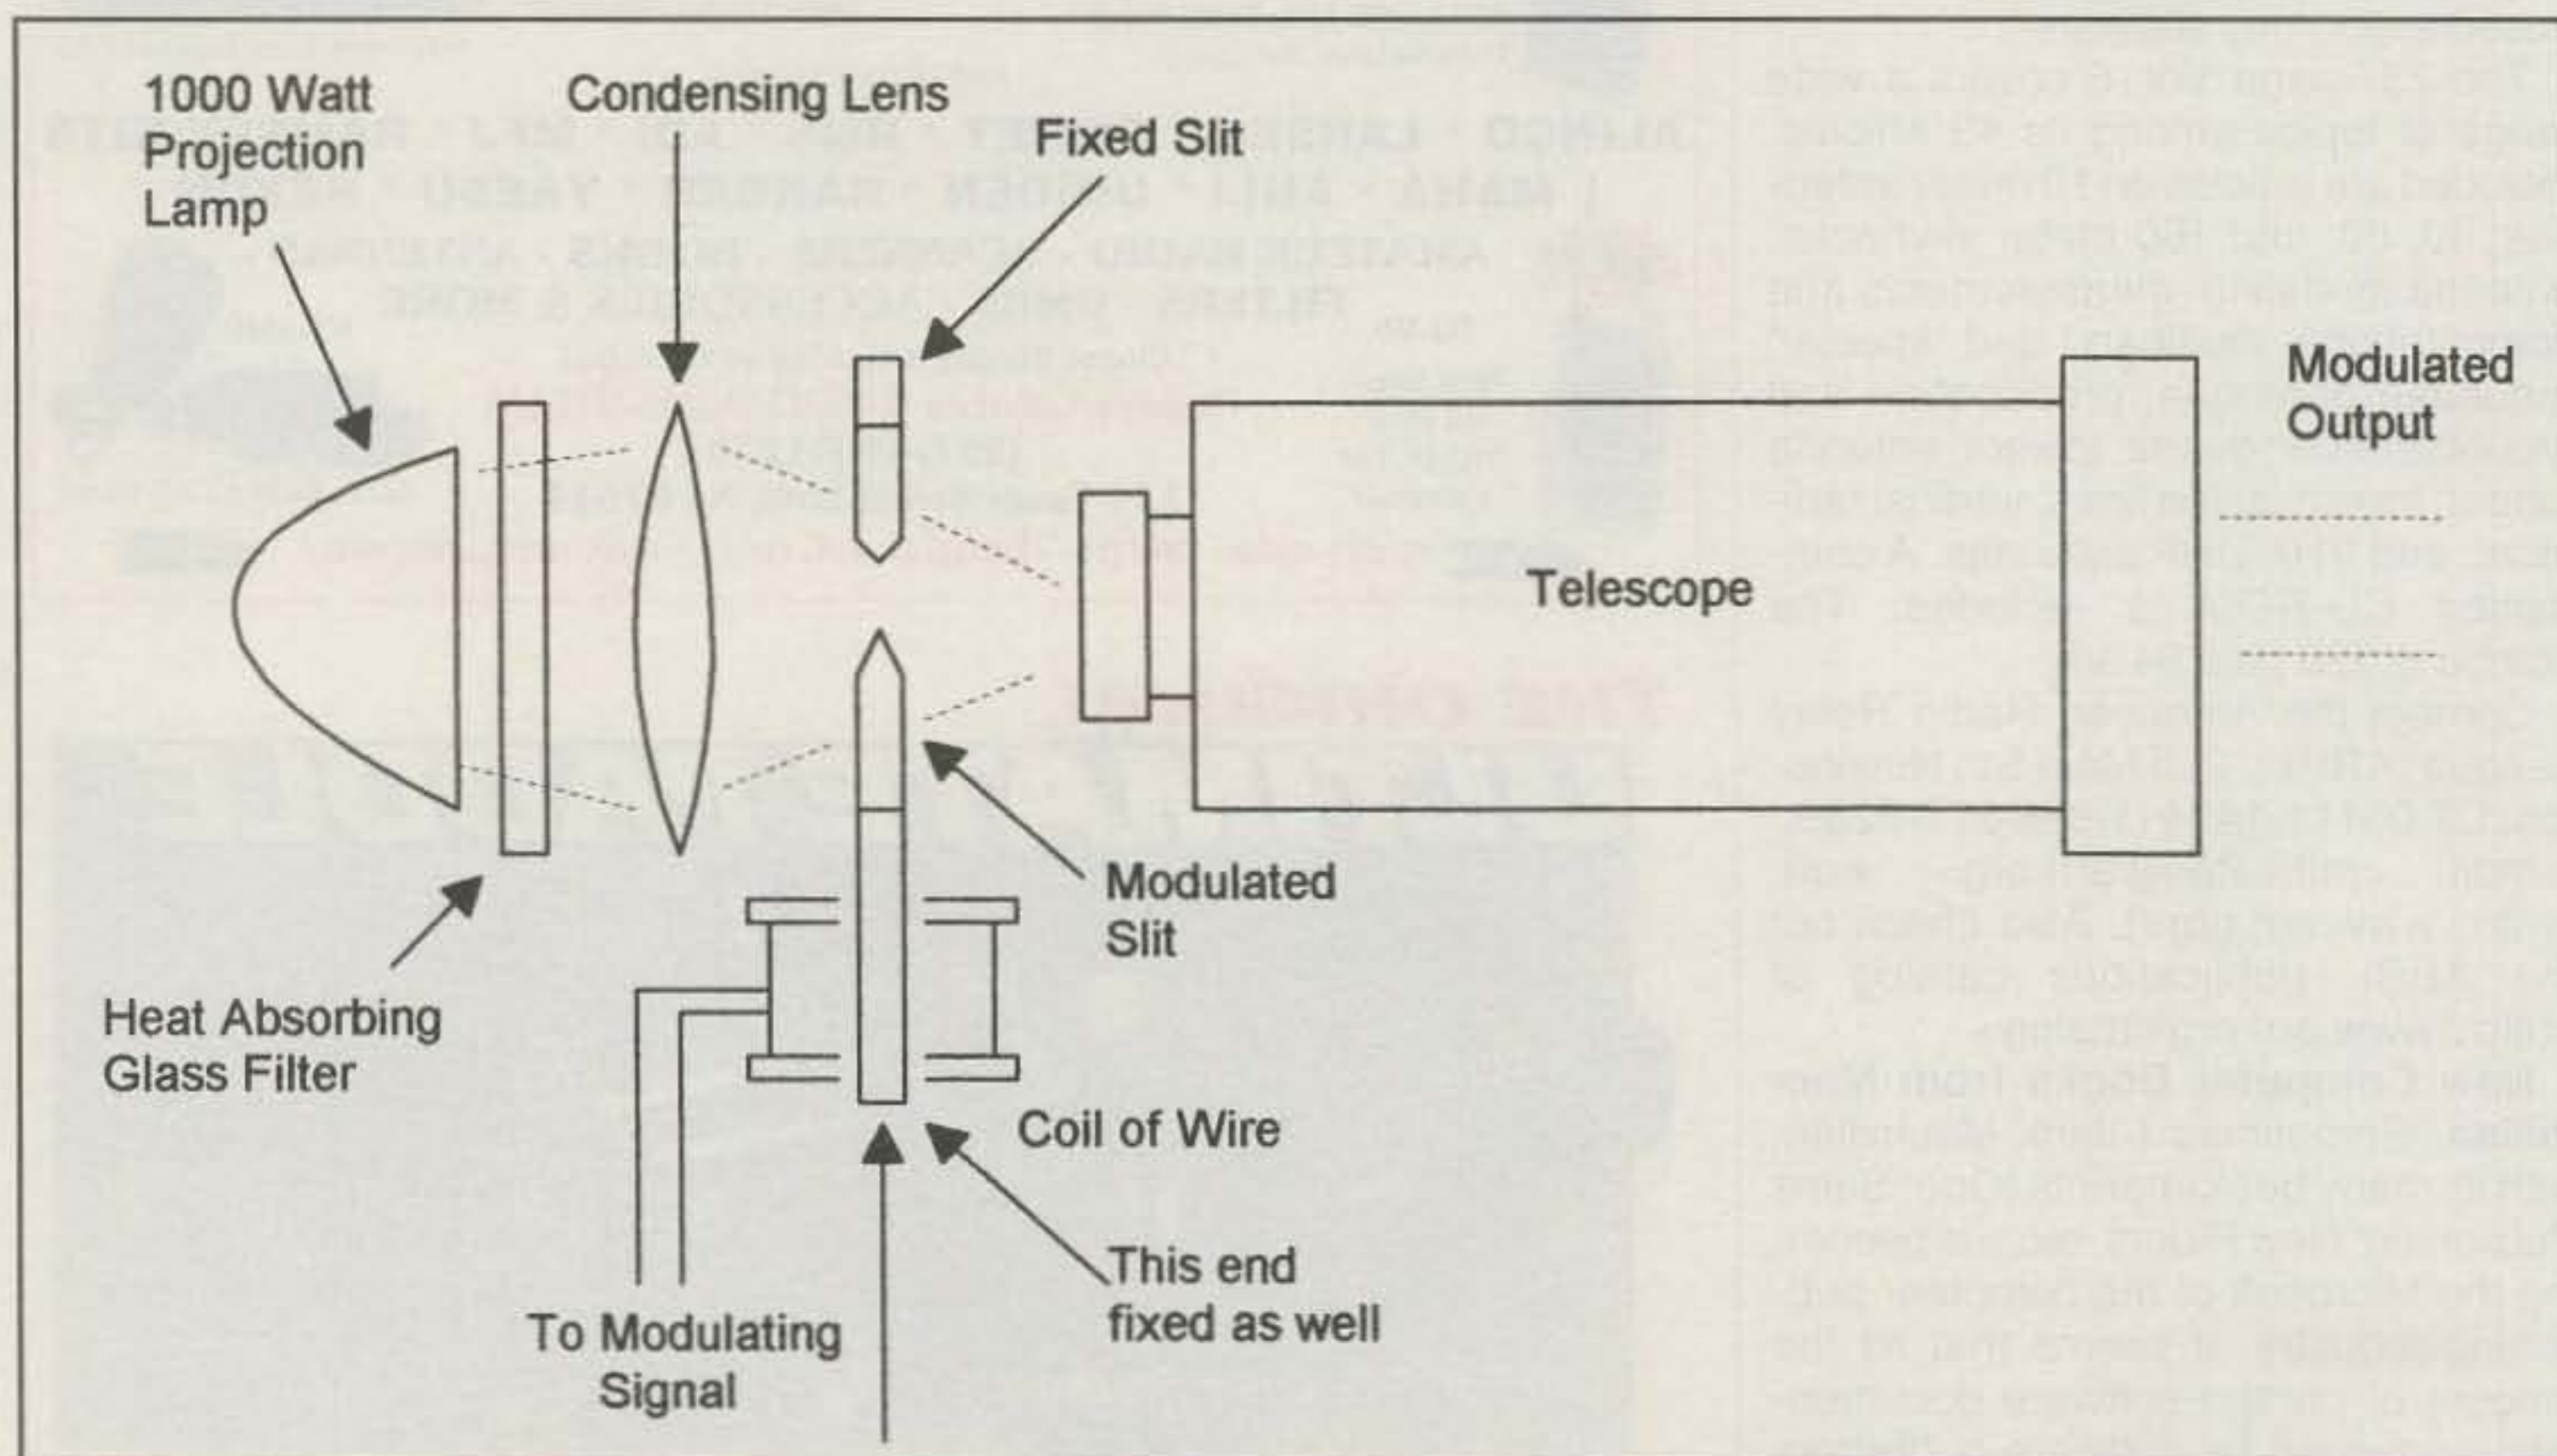 1000 Watt
Projection
Lamp
Condensing Lens
Fixed Slit
Modulated
Output
Telescope
Modulated
Slit
Heat Absorbing
Glass Filter
Coil of Wire
This end
fixed as well
To Modulating
Signal